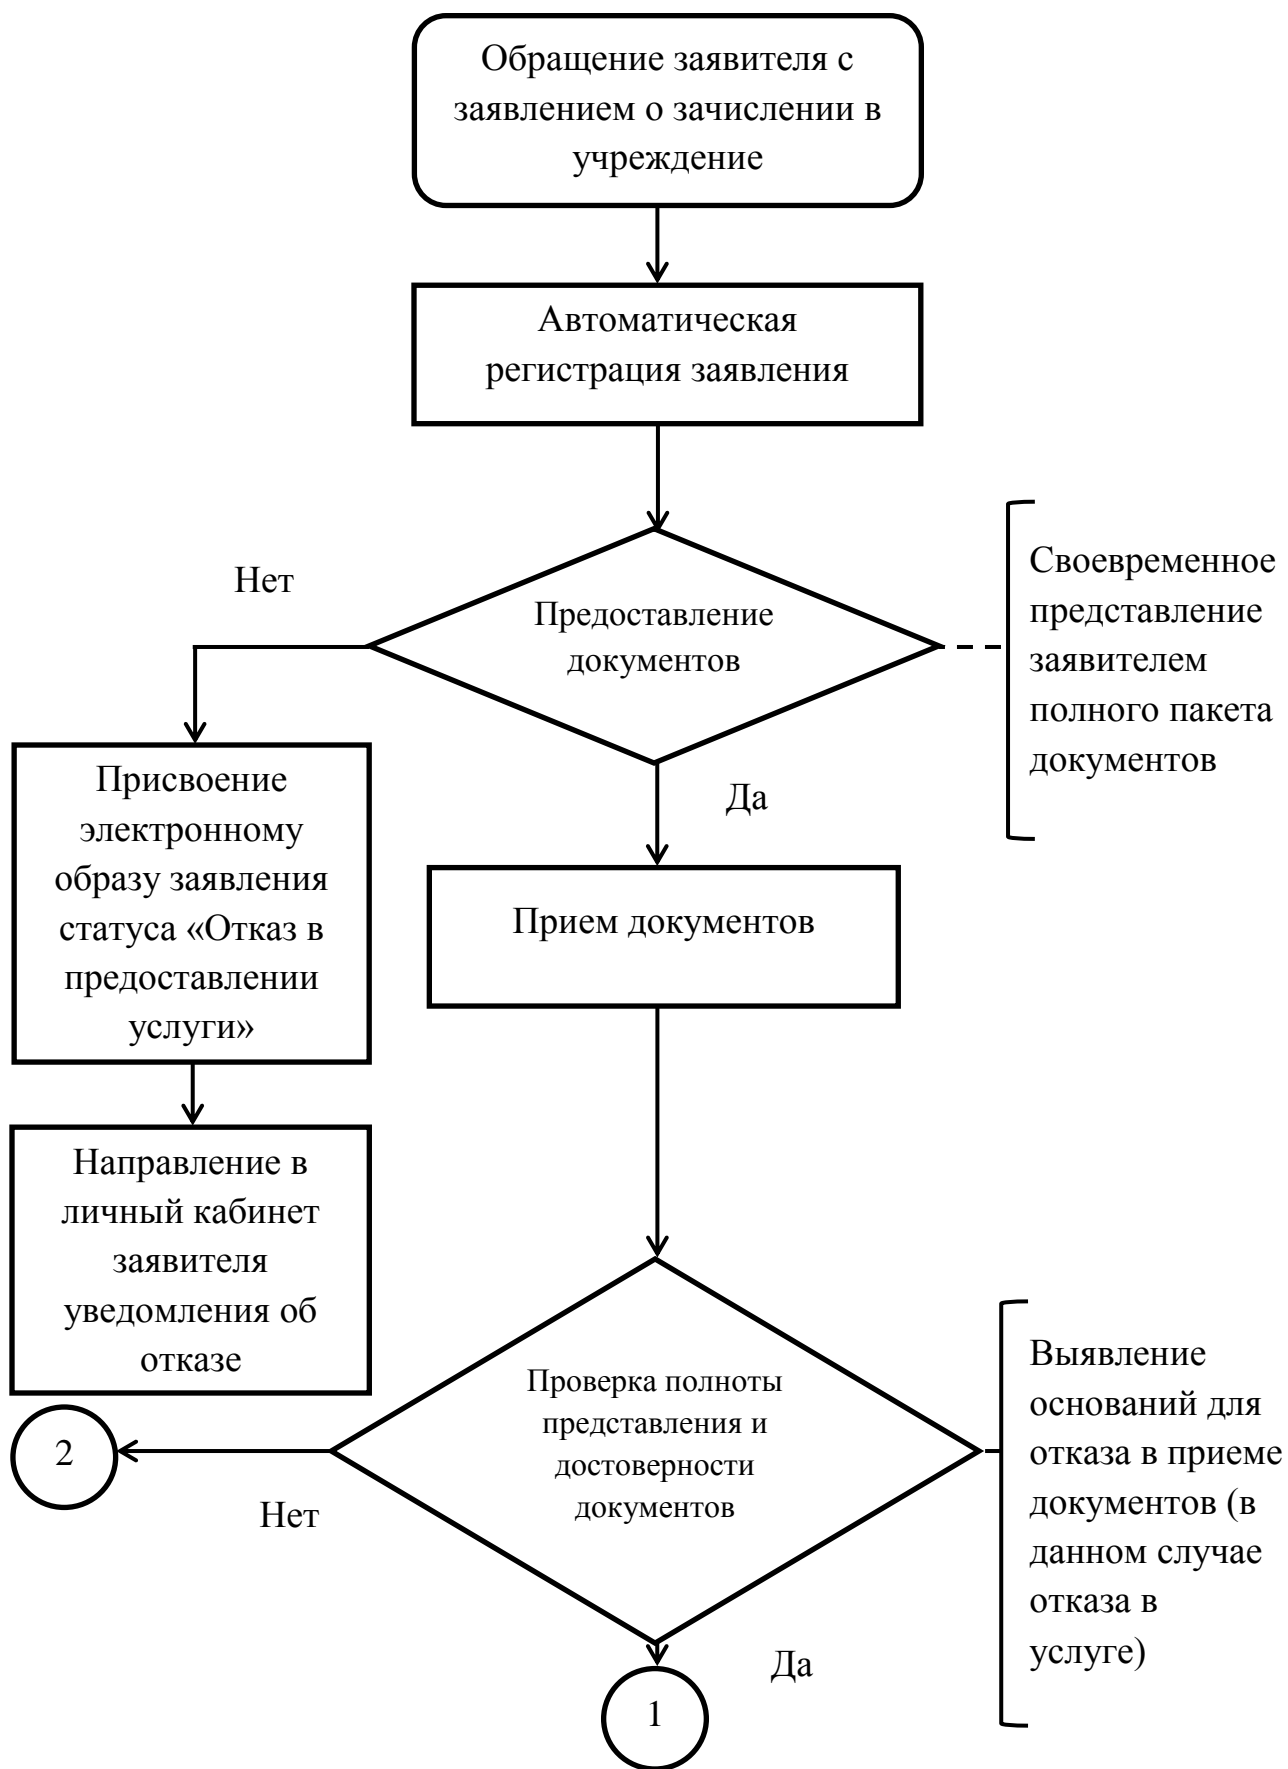 Обращение заявителя с
заявлением о зачислении в
учреждение
Автоматическая
регистрация заявления
Нет
Предоставление
документов
Своевременное
представление
заявителем
полного пакета
документов
Да
Присвоение
электронному
образу заявления
статуса «Отказ в
предоставлении
услуги»
Прием документов
Направление в
личный кабинет
заявителя
уведомления об
отказе
Проверка полноты
представления и
достоверности
документов
Выявление
оснований для
отказа в приеме
документов (в
данном случае
отказа в
услуге)
2
Нет
Да
1